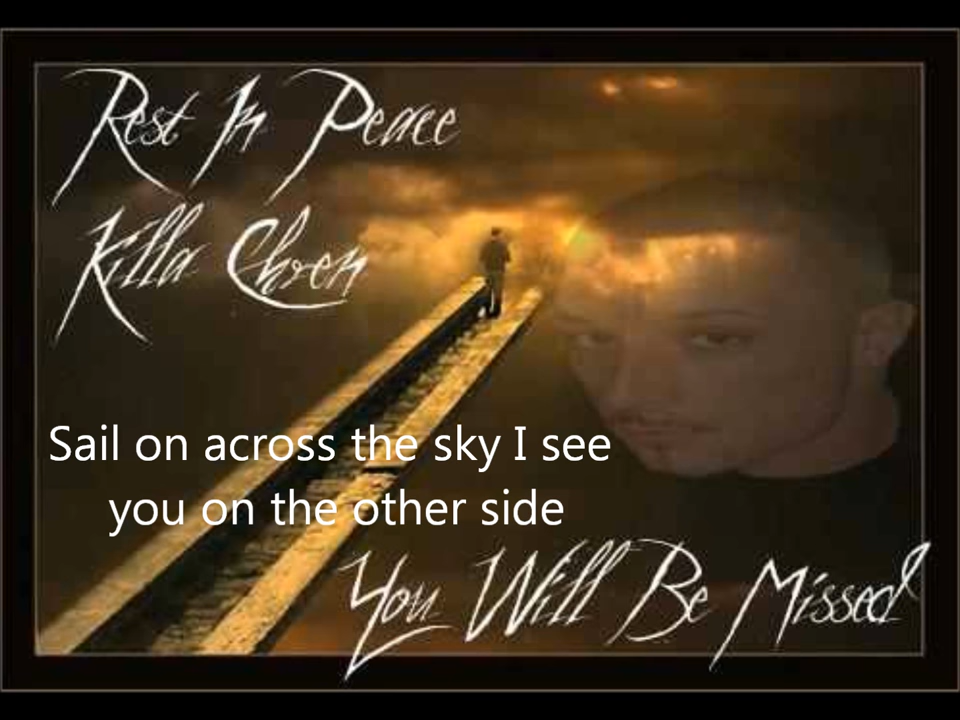 Rest In Peace
Killa Chren
Sail on across the sky I see
you on the other side
You Will Be Missed